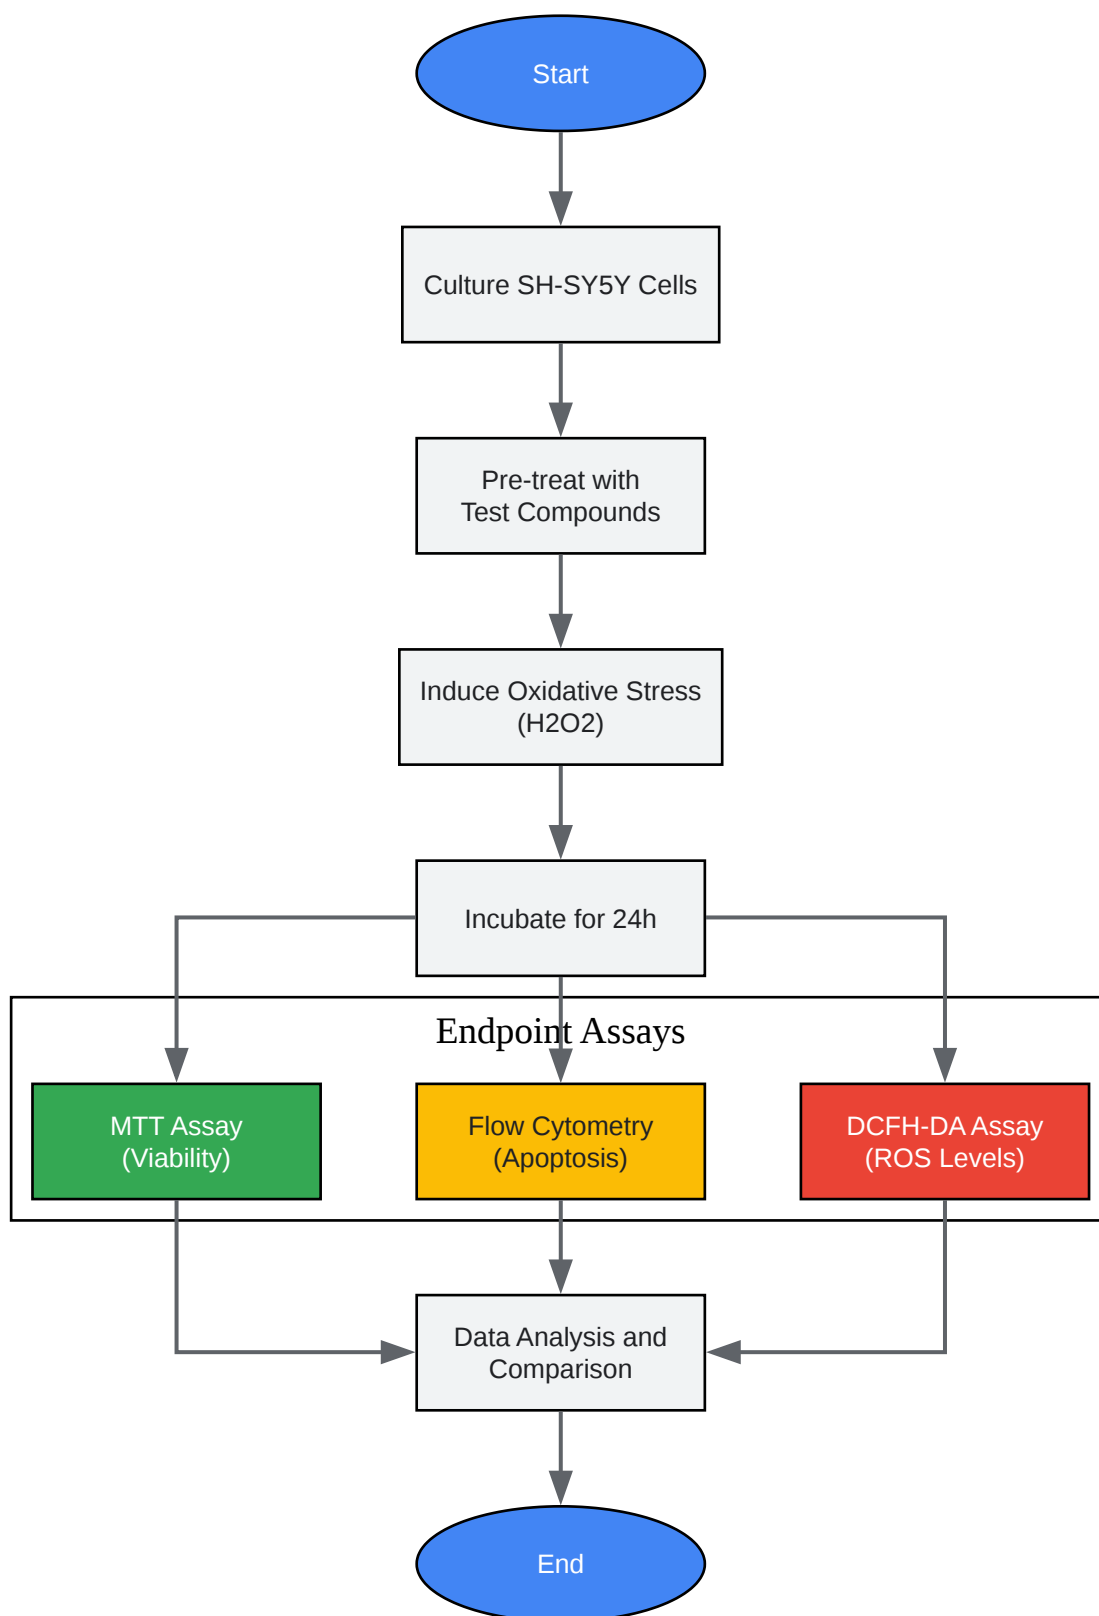 Start
Culture SH-SY5Y Cells
Pre-treat with
Test Compounds
Induce Oxidative Stress
(H2O2)
Incubate for 24h
Endpoint Assays
MTT Assay
(Viability)
Flow Cytometry
(Apoptosis)
DCFH-DA Assay
(ROS Levels)
Data Analysis and
Comparison
End